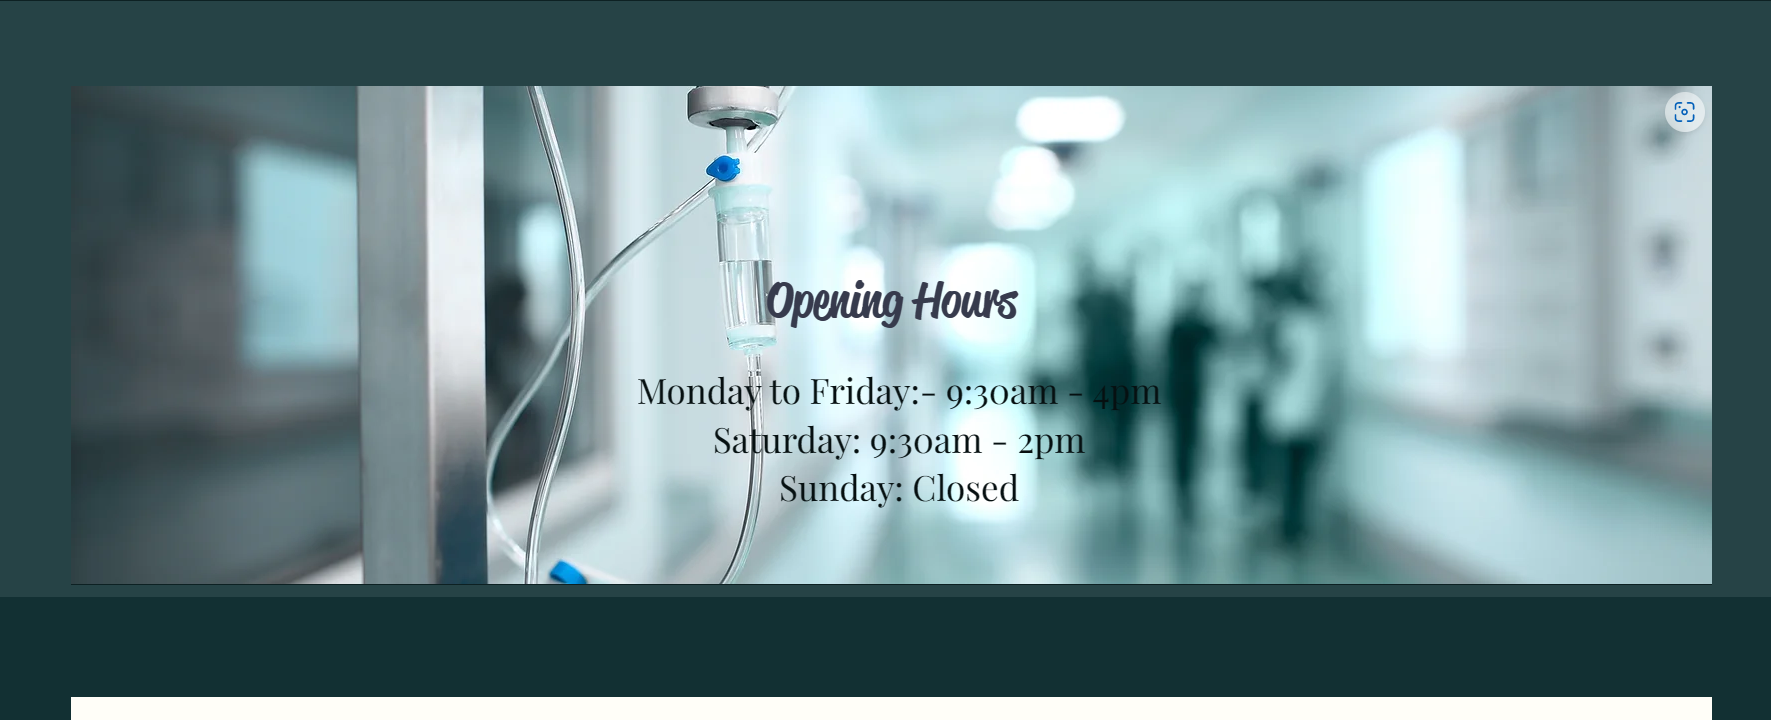 Opening Hours
Monday to Friday:- 9:30am - 4pm
Saturday: 9:30am - 2pm
Sunday: Closed